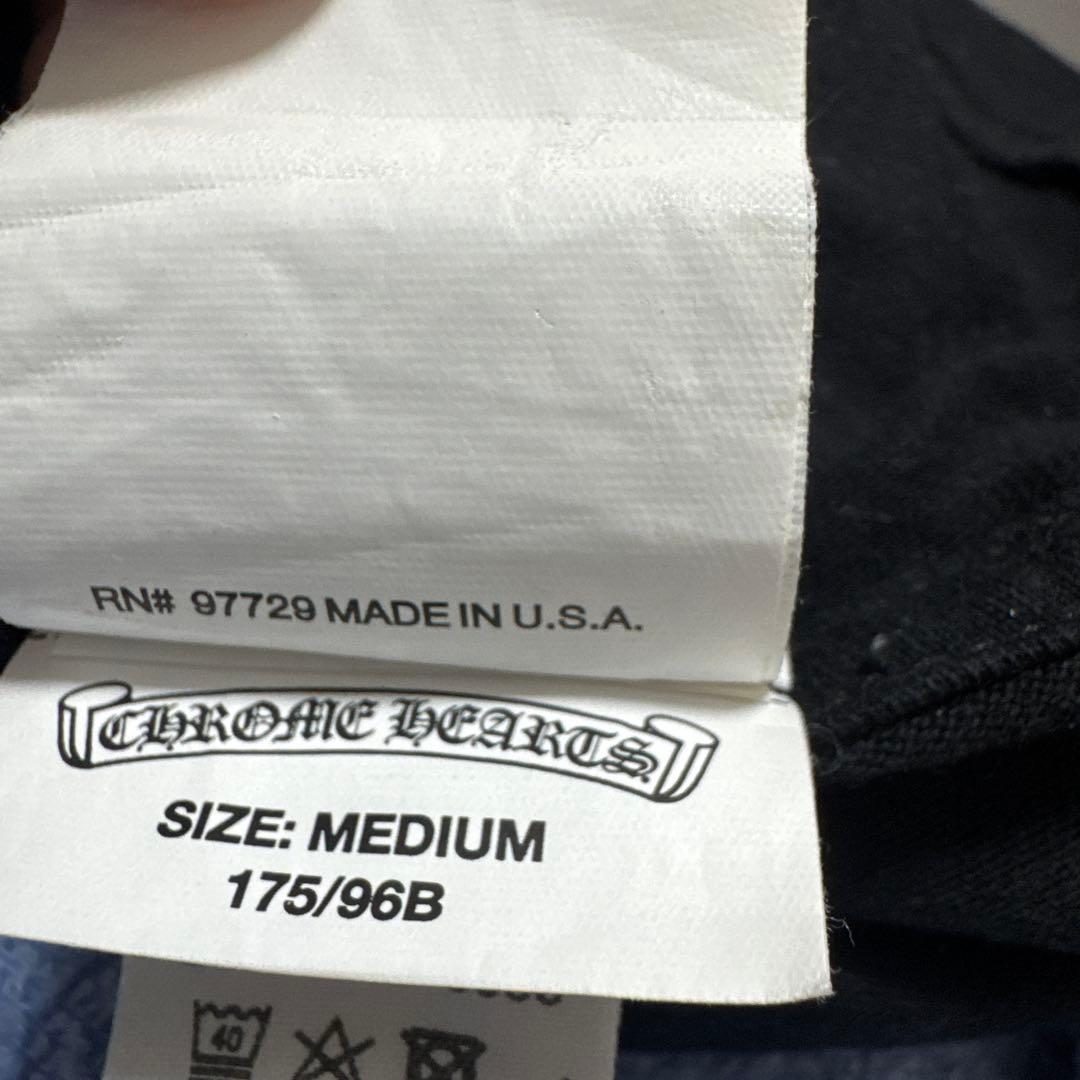 RN# 97729 MADE IN U.S.A.
CHROME HEARTS
SIZE: MEDIUM
175/96B
40